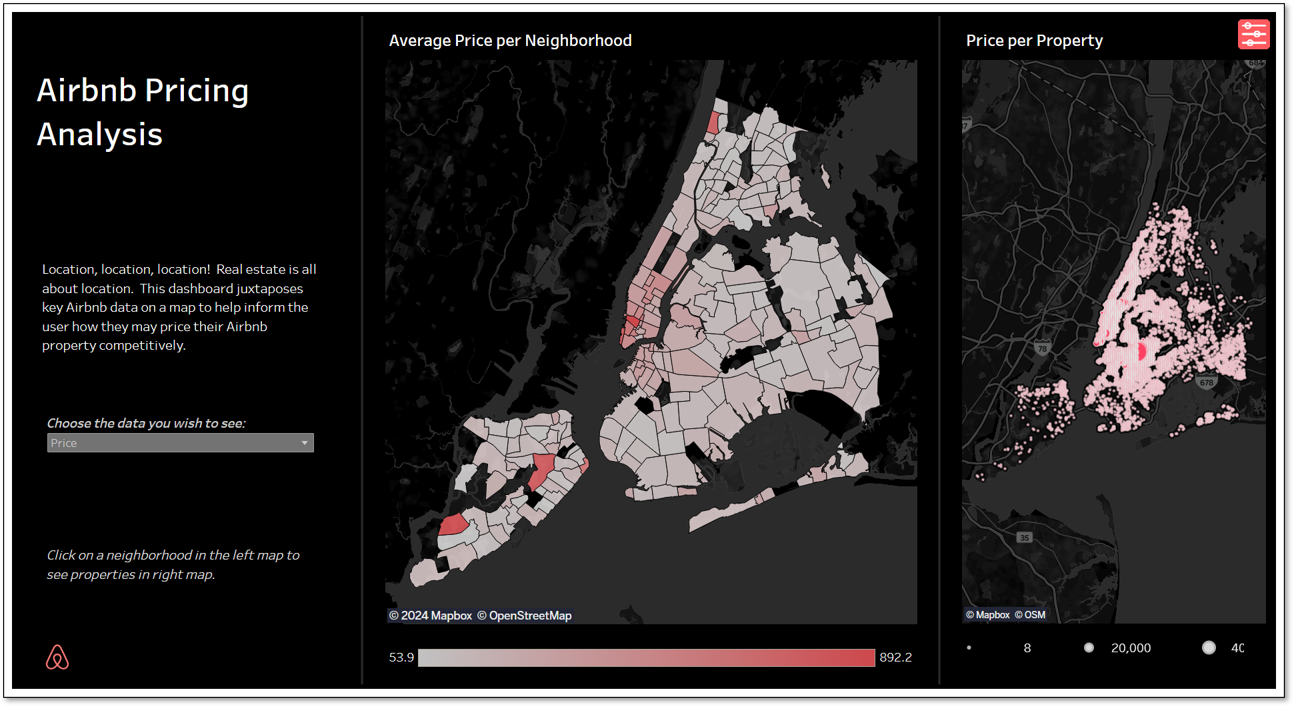 Airbnb Pricing
Analysis
Location, location, location! Real estate is all
about location. This dashboard juxtaposes
key Airbnb data on a map to help inform the
user how they may price their Airbnb
property competitively.
Choose the data you wish to see:
Price
Click on a neighborhood in the left map to
see properties in right map.
Average Price per Neighborhood
© 2024 Mapbox © OpenStreetMap
53.9
892.2
Price per Property
78
678
35
© Mapbox © OSM
8
20,000